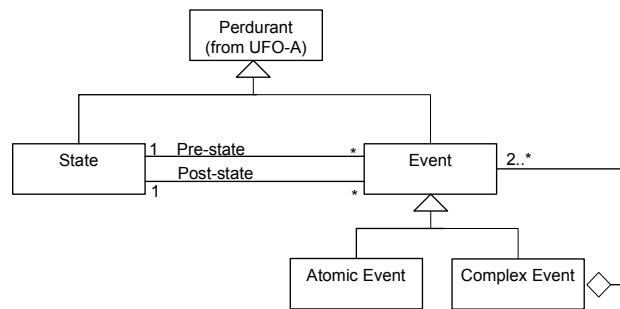 Perdurant
(from UFO-A)
State
1 Pre-state *
Post-state
1 *
Event
2..*
Atomic Event
Complex Event